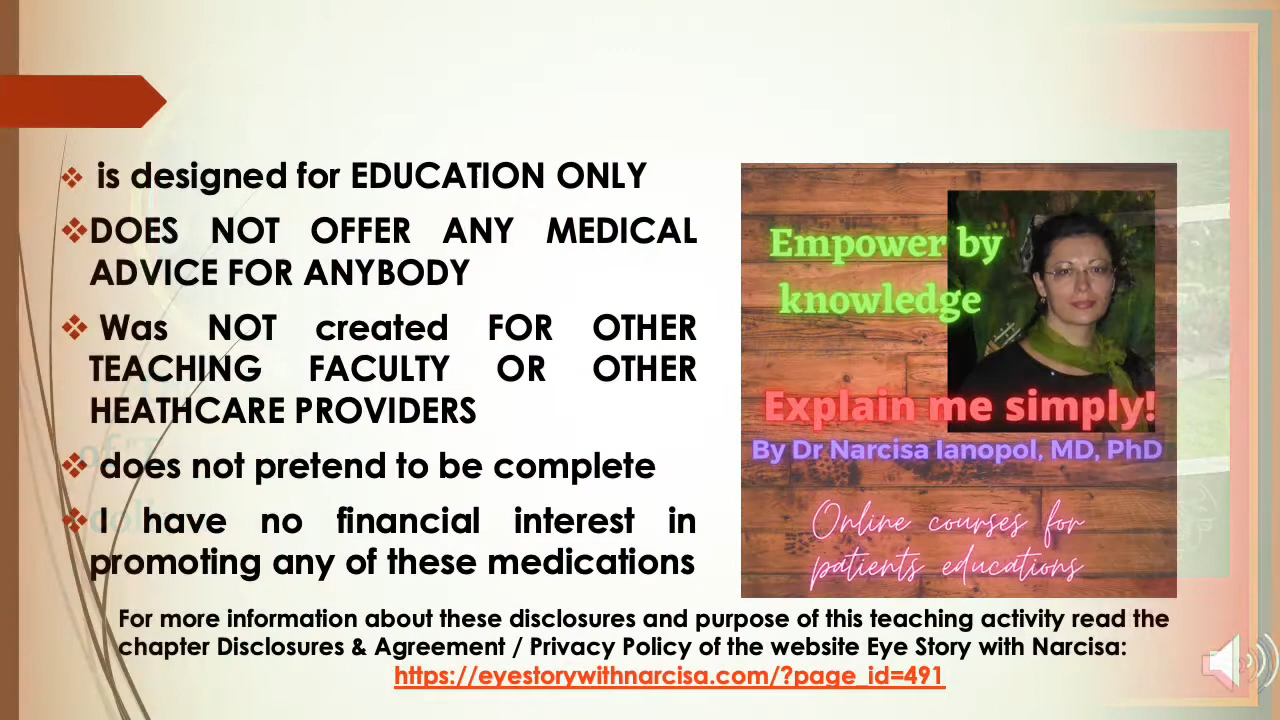 is designed for EDUCATION ONLY
DOES NOT OFFER ANY MEDICAL
ADVICE FOR ANYBODY
Was NOT created FOR OTHER
TEACHING FACULTY OR OTHER
HEATHCARE PROVIDERS
does not pretend to be complete
I have no financial interest in
promoting any of these medications
Empower by
knowledge
Explain me simply!
By Dr Narcisa Ianopol, MD, PhD
Online courses for
patients educations
For more information about these disclosures and purpose of this teaching activity read the
chapter Disclosures & Agreement / Privacy Policy of the website Eye Story with Narcisa:
https://eyestorywithnarcisa.com/?page_id=491